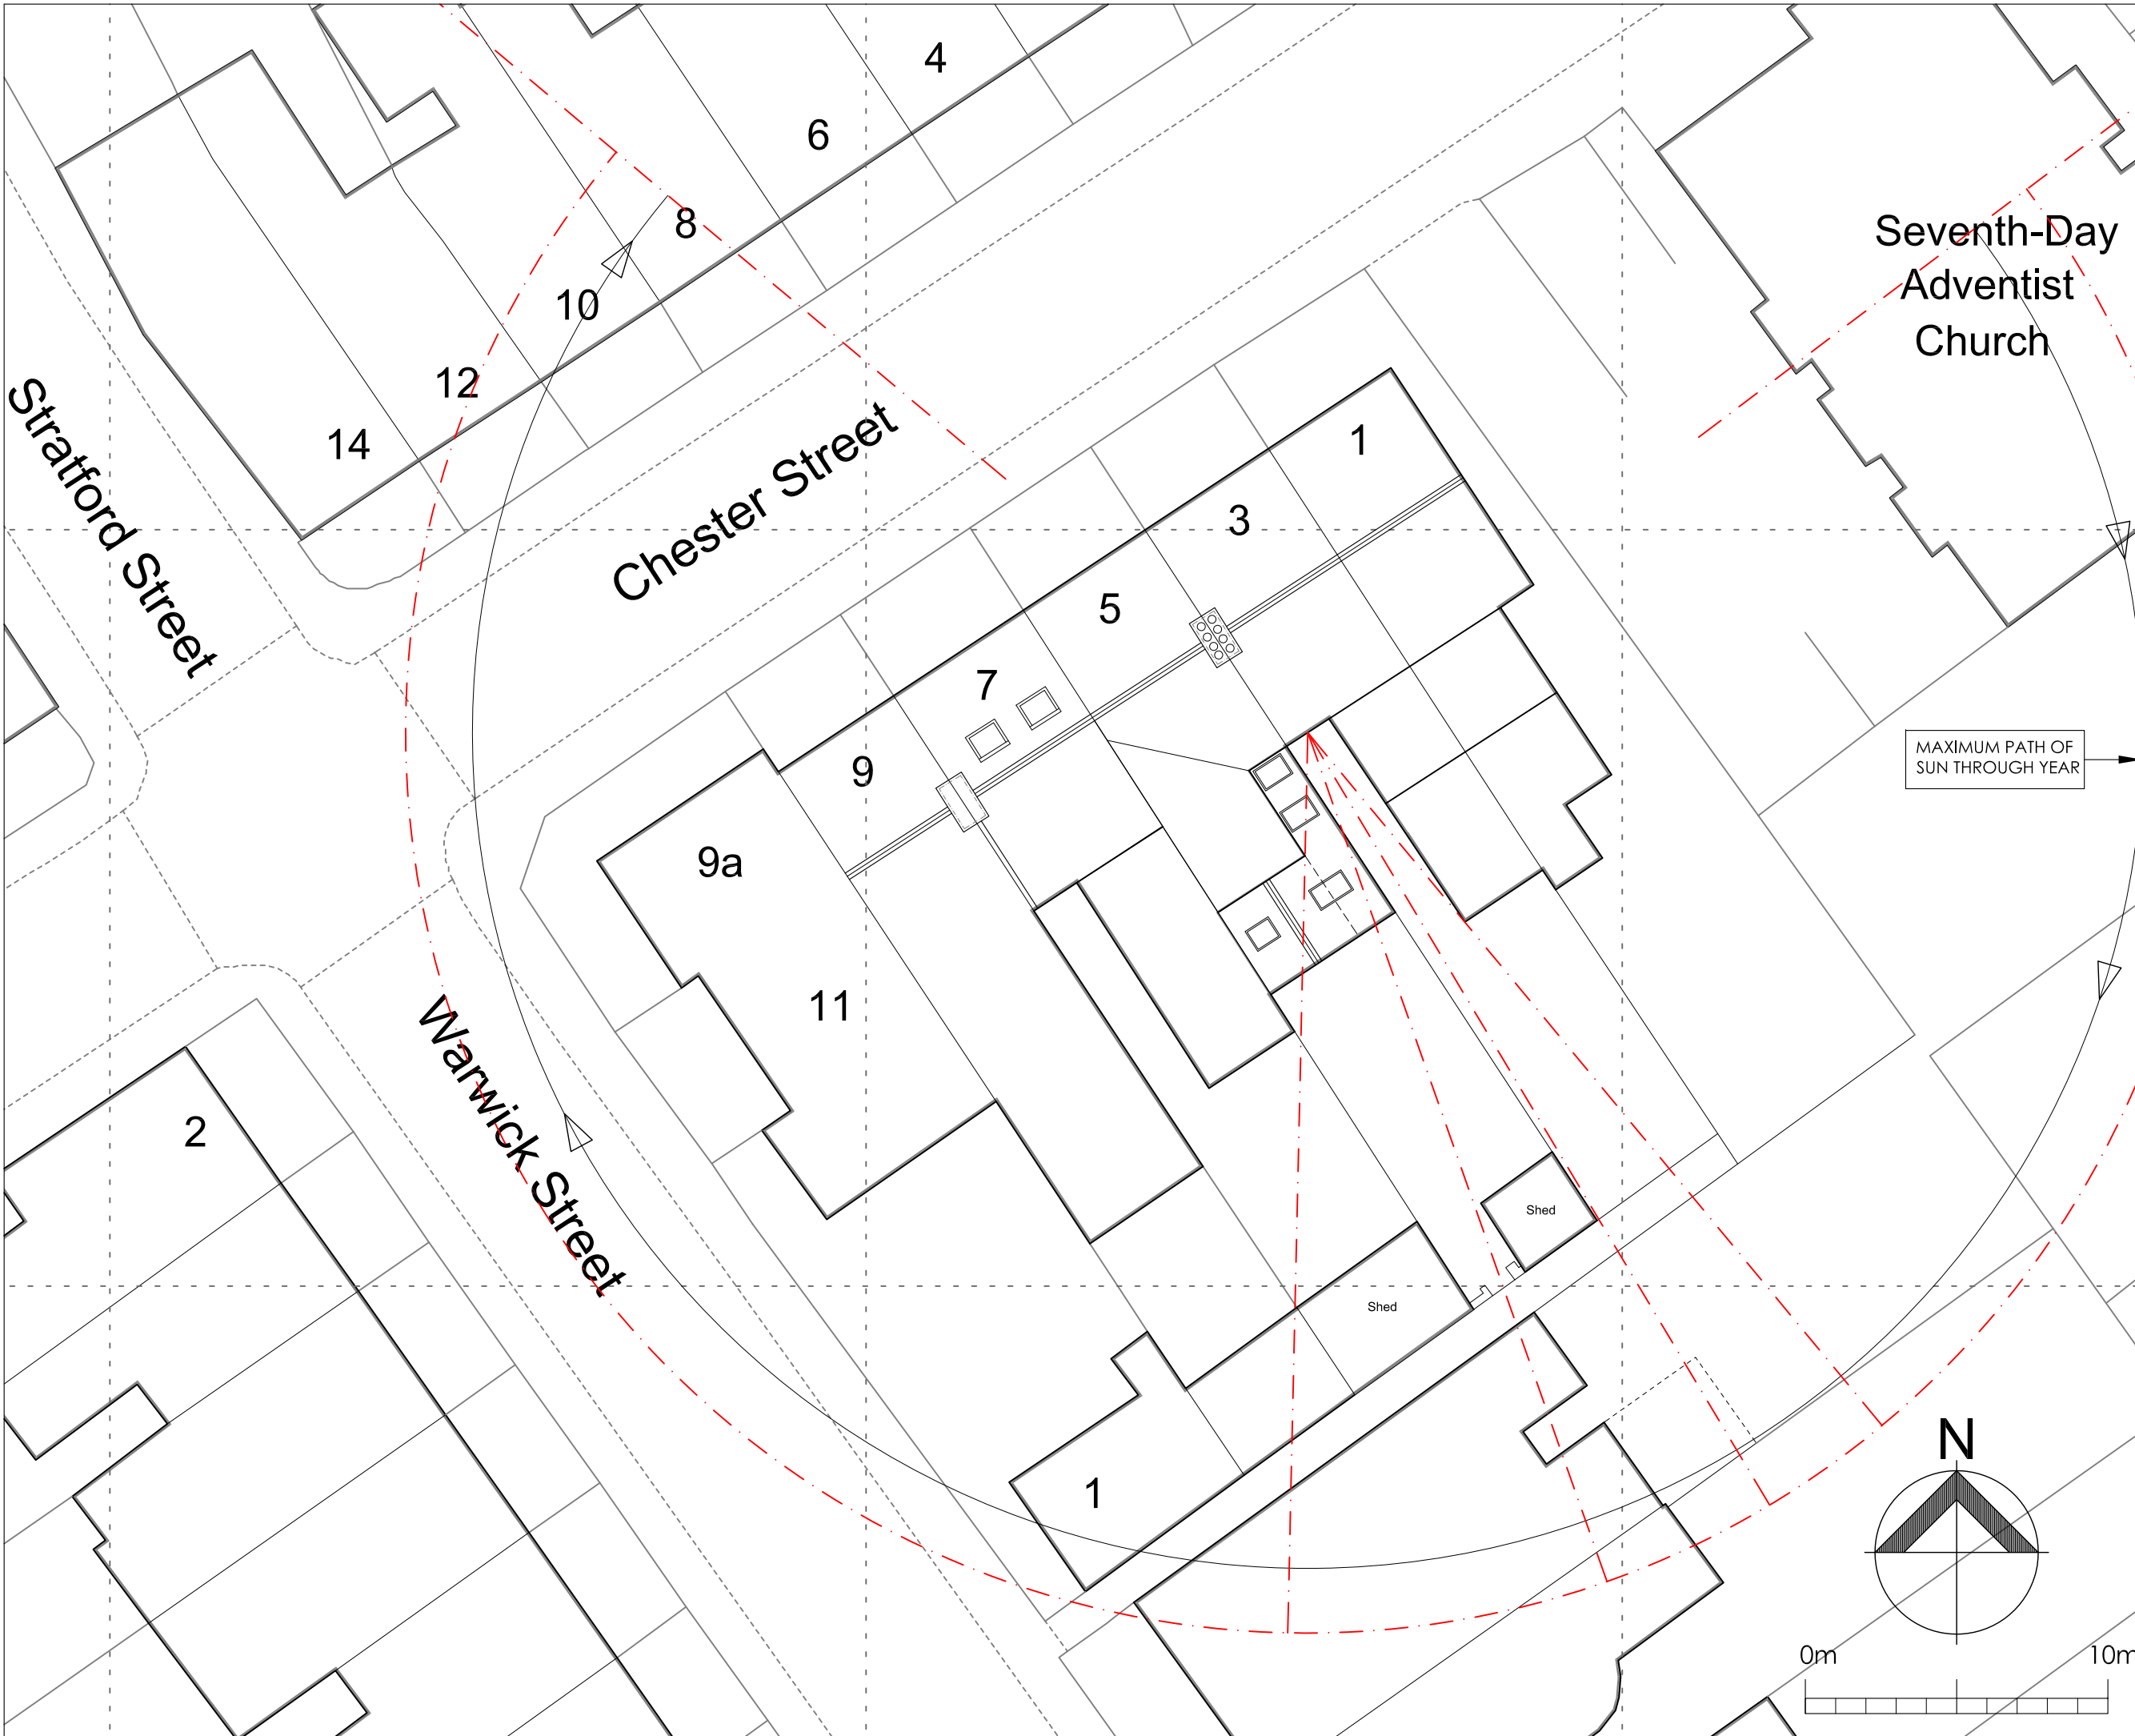 4
6
8
10
12
14
Seventh-Day
Adventist
Church
Stratford Street
Chester Street
1
3
5
7
9
9a
11
MAXIMUM PATH OF
SUN THROUGH YEAR
Warwick Street
2
Shed
Shed
1
N
0m
10m